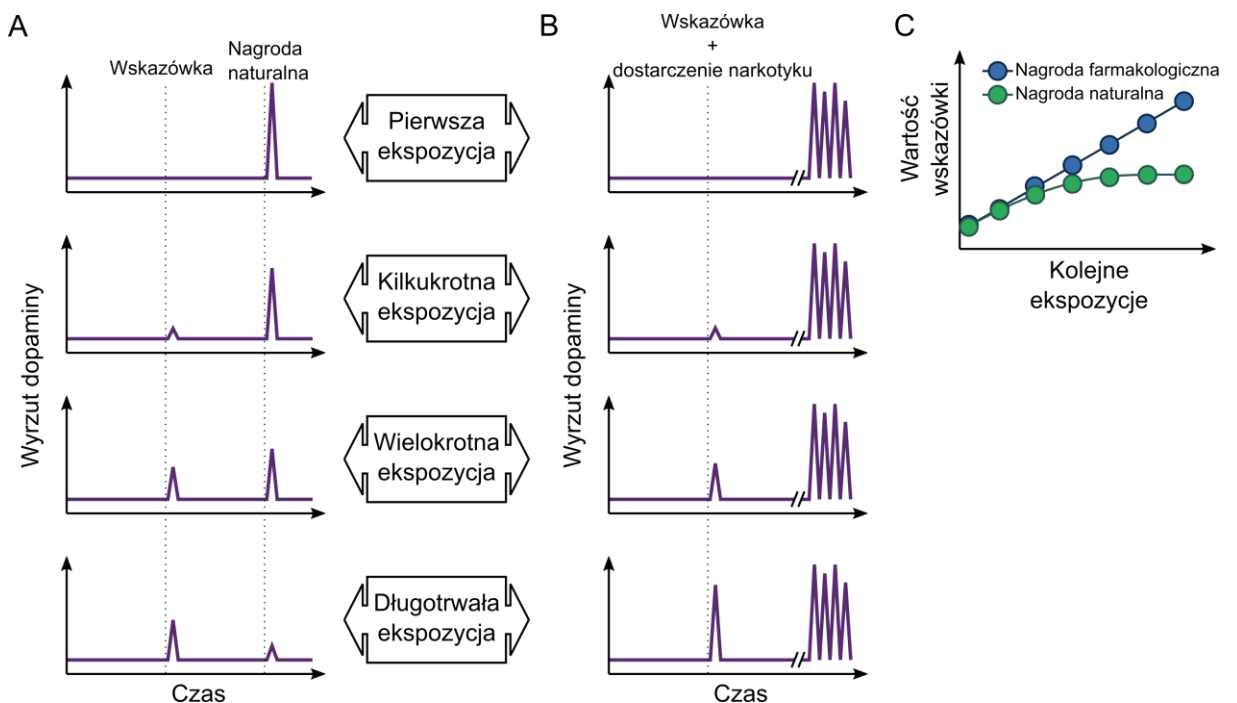 A
Wskazówka
Nagroda
naturalna
Wyrzut dopaminy
Czas
Pierwsza
ekspozycja
Kilkukrotna
ekspozycja
Wielokrotna
ekspozycja
Długotrwała
ekspozycja
B
Wskazówka
+
dostarczenie narkotyku
Wyrzut dopaminy
Czas
C
Nagroda farmakologiczna
Nagroda naturalna
Wartość
wskazówki
Kolejne
ekspozycje